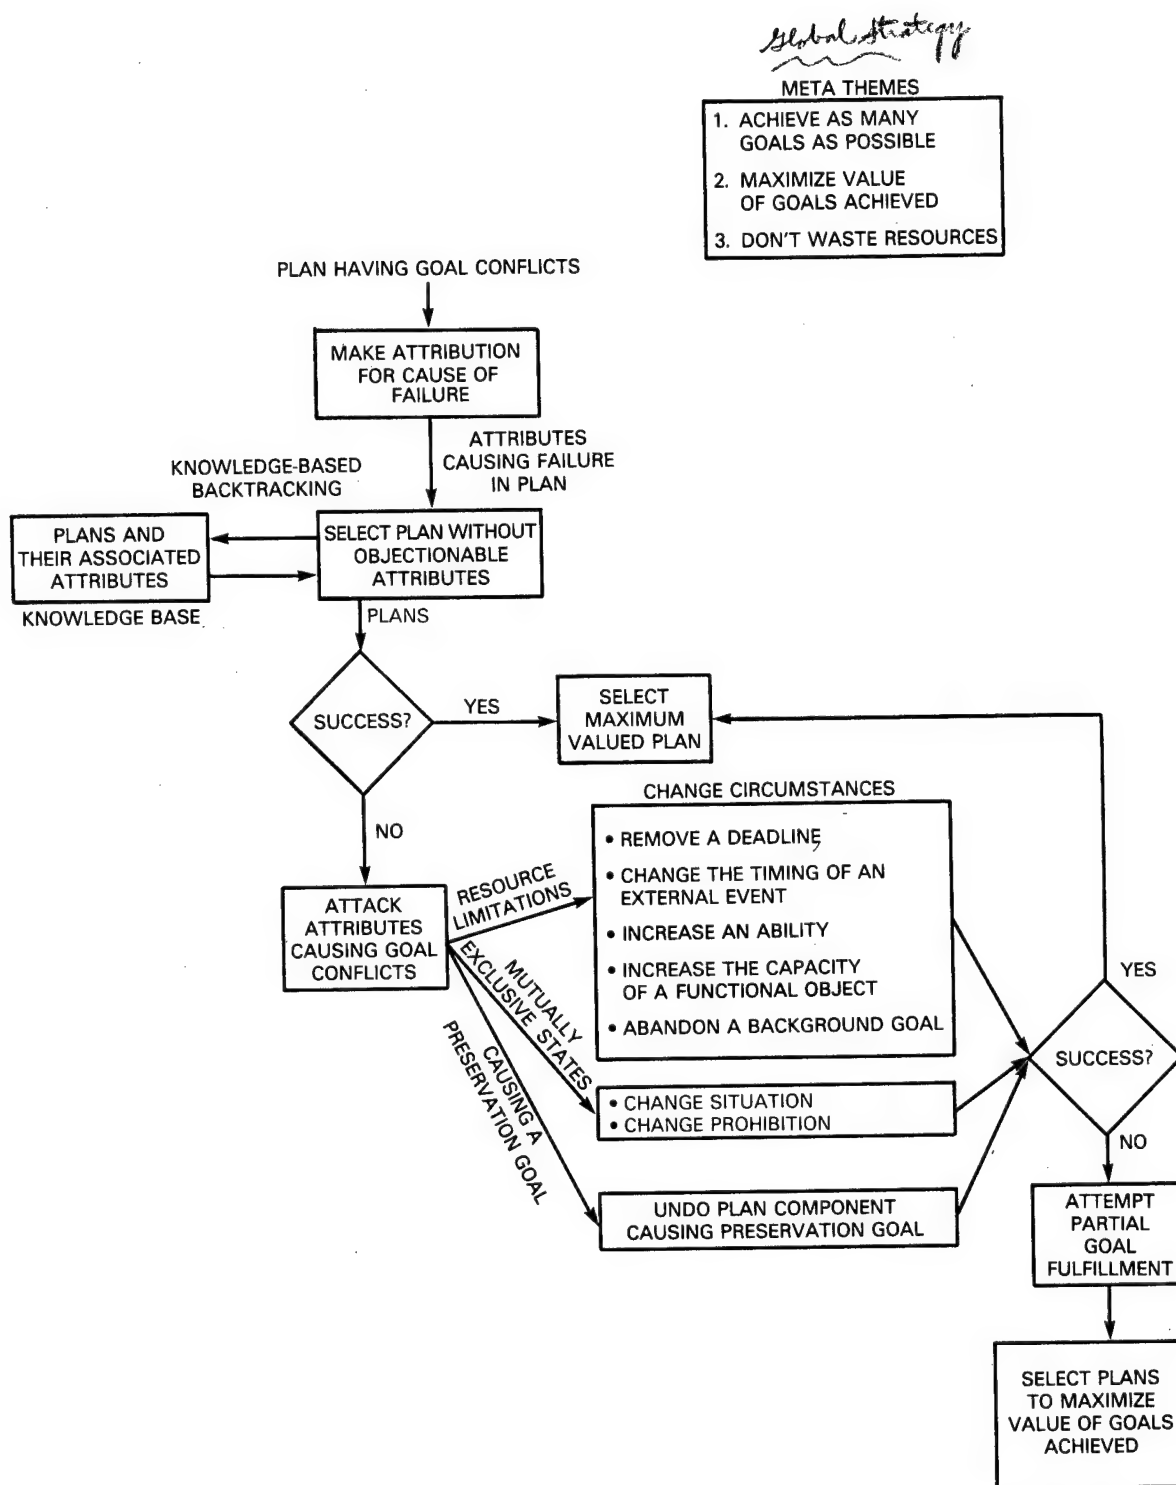 Global Strategy
META THEMES
1. ACHIEVE AS MANY
GOALS AS POSSIBLE
2. MAXIMIZE VALUE
OF GOALS ACHIEVED
3. DON'T WASTE RESOURCES
PLAN HAVING GOAL CONFLICTS
MAKE ATTRIBUTION
FOR CAUSE OF
FAILURE
ATTRIBUTES
CAUSING FAILURE
IN PLAN
KNOWLEDGE-BASED
BACKTRACKING
PLANS AND
THEIR ASSOCIATED
ATTRIBUTES
KNOWLEDGE BASE
SELECT PLAN WITHOUT
OBJECTIONABLE
ATTRIBUTES
PLANS
SUCCESS?
YES
SELECT
MAXIMUM
VALUED PLAN
NO
ATTACK
ATTRIBUTES
CAUSING GOAL
CONFLICTS
RESOURCE
LIMITATIONS
MUTUALLY
EXCLUSIVE STATES
CAUSING A
PRESERVATION GOAL
CHANGE CIRCUMSTANCES
• REMOVE A DEADLINE
• CHANGE THE TIMING OF AN
EXTERNAL EVENT
• INCREASE AN ABILITY
• INCREASE THE CAPACITY
OF A FUNCTIONAL OBJECT
• ABANDON A BACKGROUND GOAL
• CHANGE SITUATION
• CHANGE PROHIBITION
UNDO PLAN COMPONENT
CAUSING PRESERVATION GOAL
YES
SUCCESS?
NO
ATTEMPT
PARTIAL
GOAL
FULFILLMENT
SELECT PLANS
TO MAXIMIZE
VALUE OF GOALS
ACHIEVED